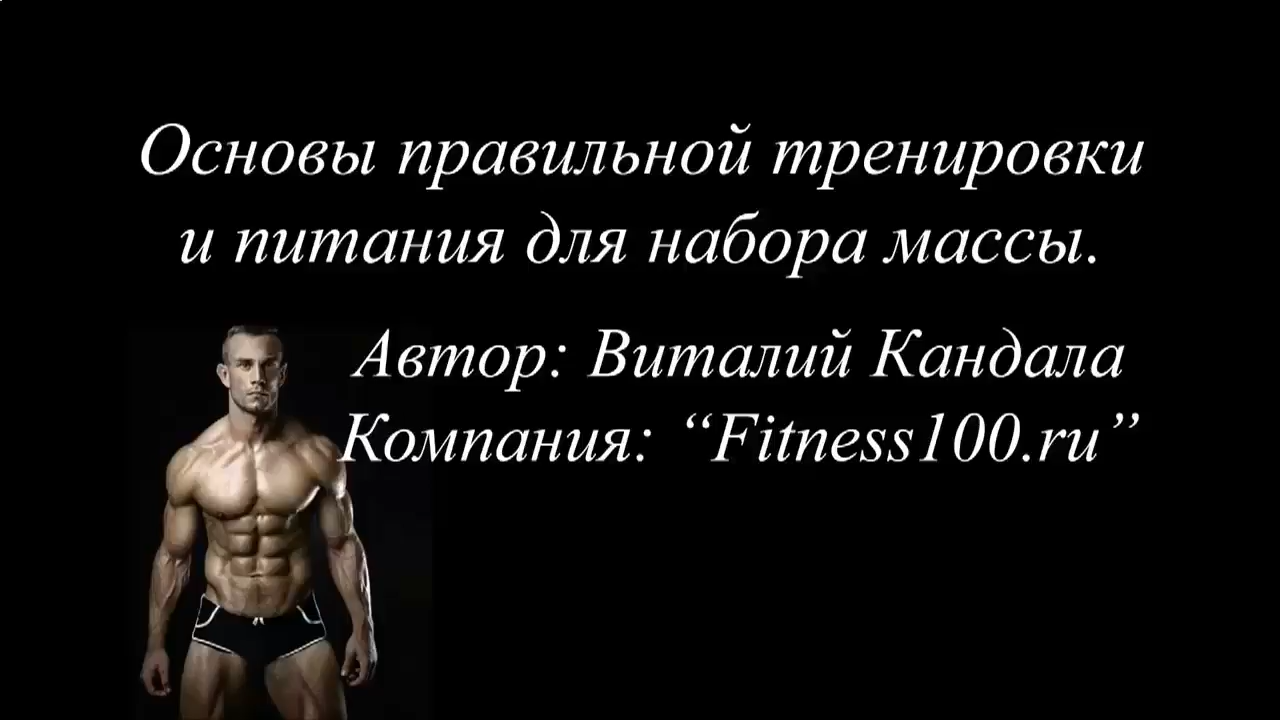 Основы правильной тренировки
и питания для набора массы.
Автор: Виталий Кандала
Компания: “Fitness100.ru”